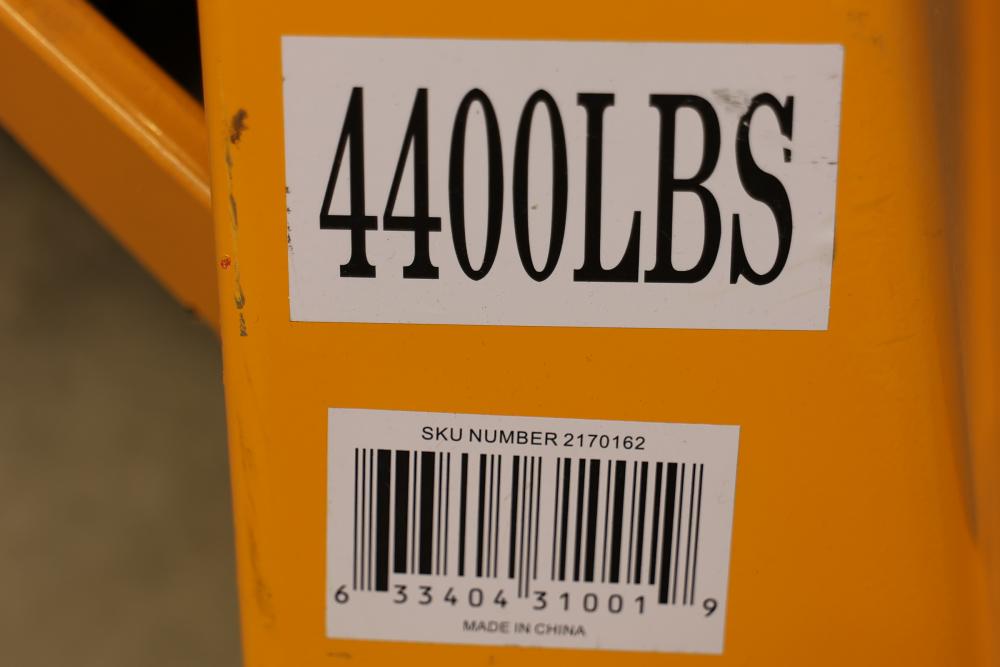 4400LBS
SKU NUMBER 2170162
6 33404 31001 9
MADE IN CHINA